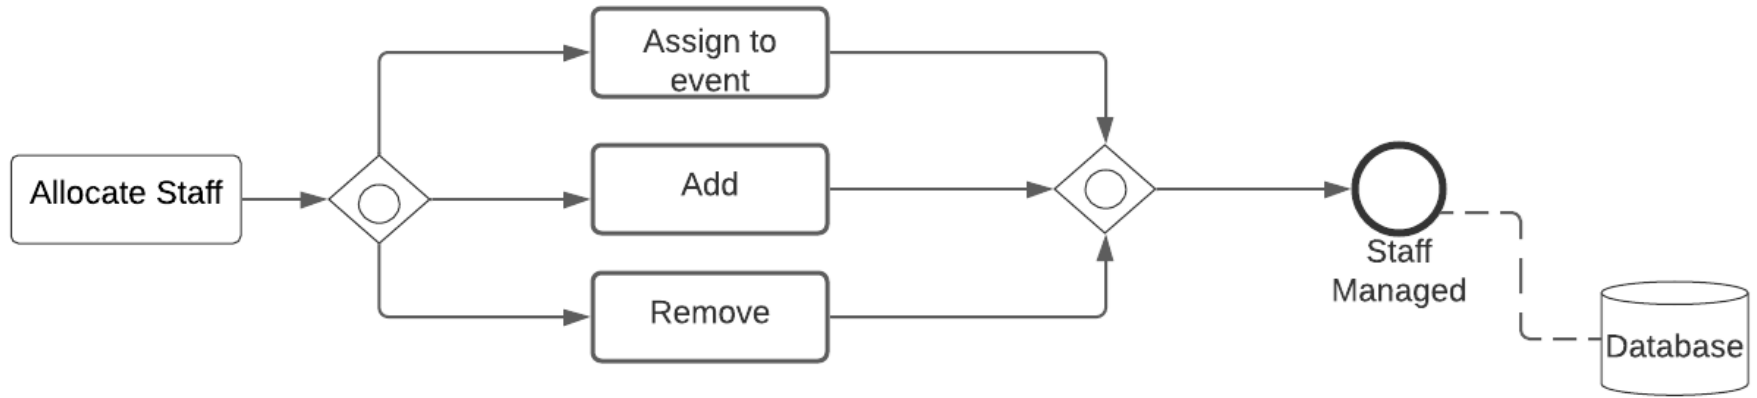 Allocate Staff
Assign to
event
Add
Remove
Staff
Managed
Database